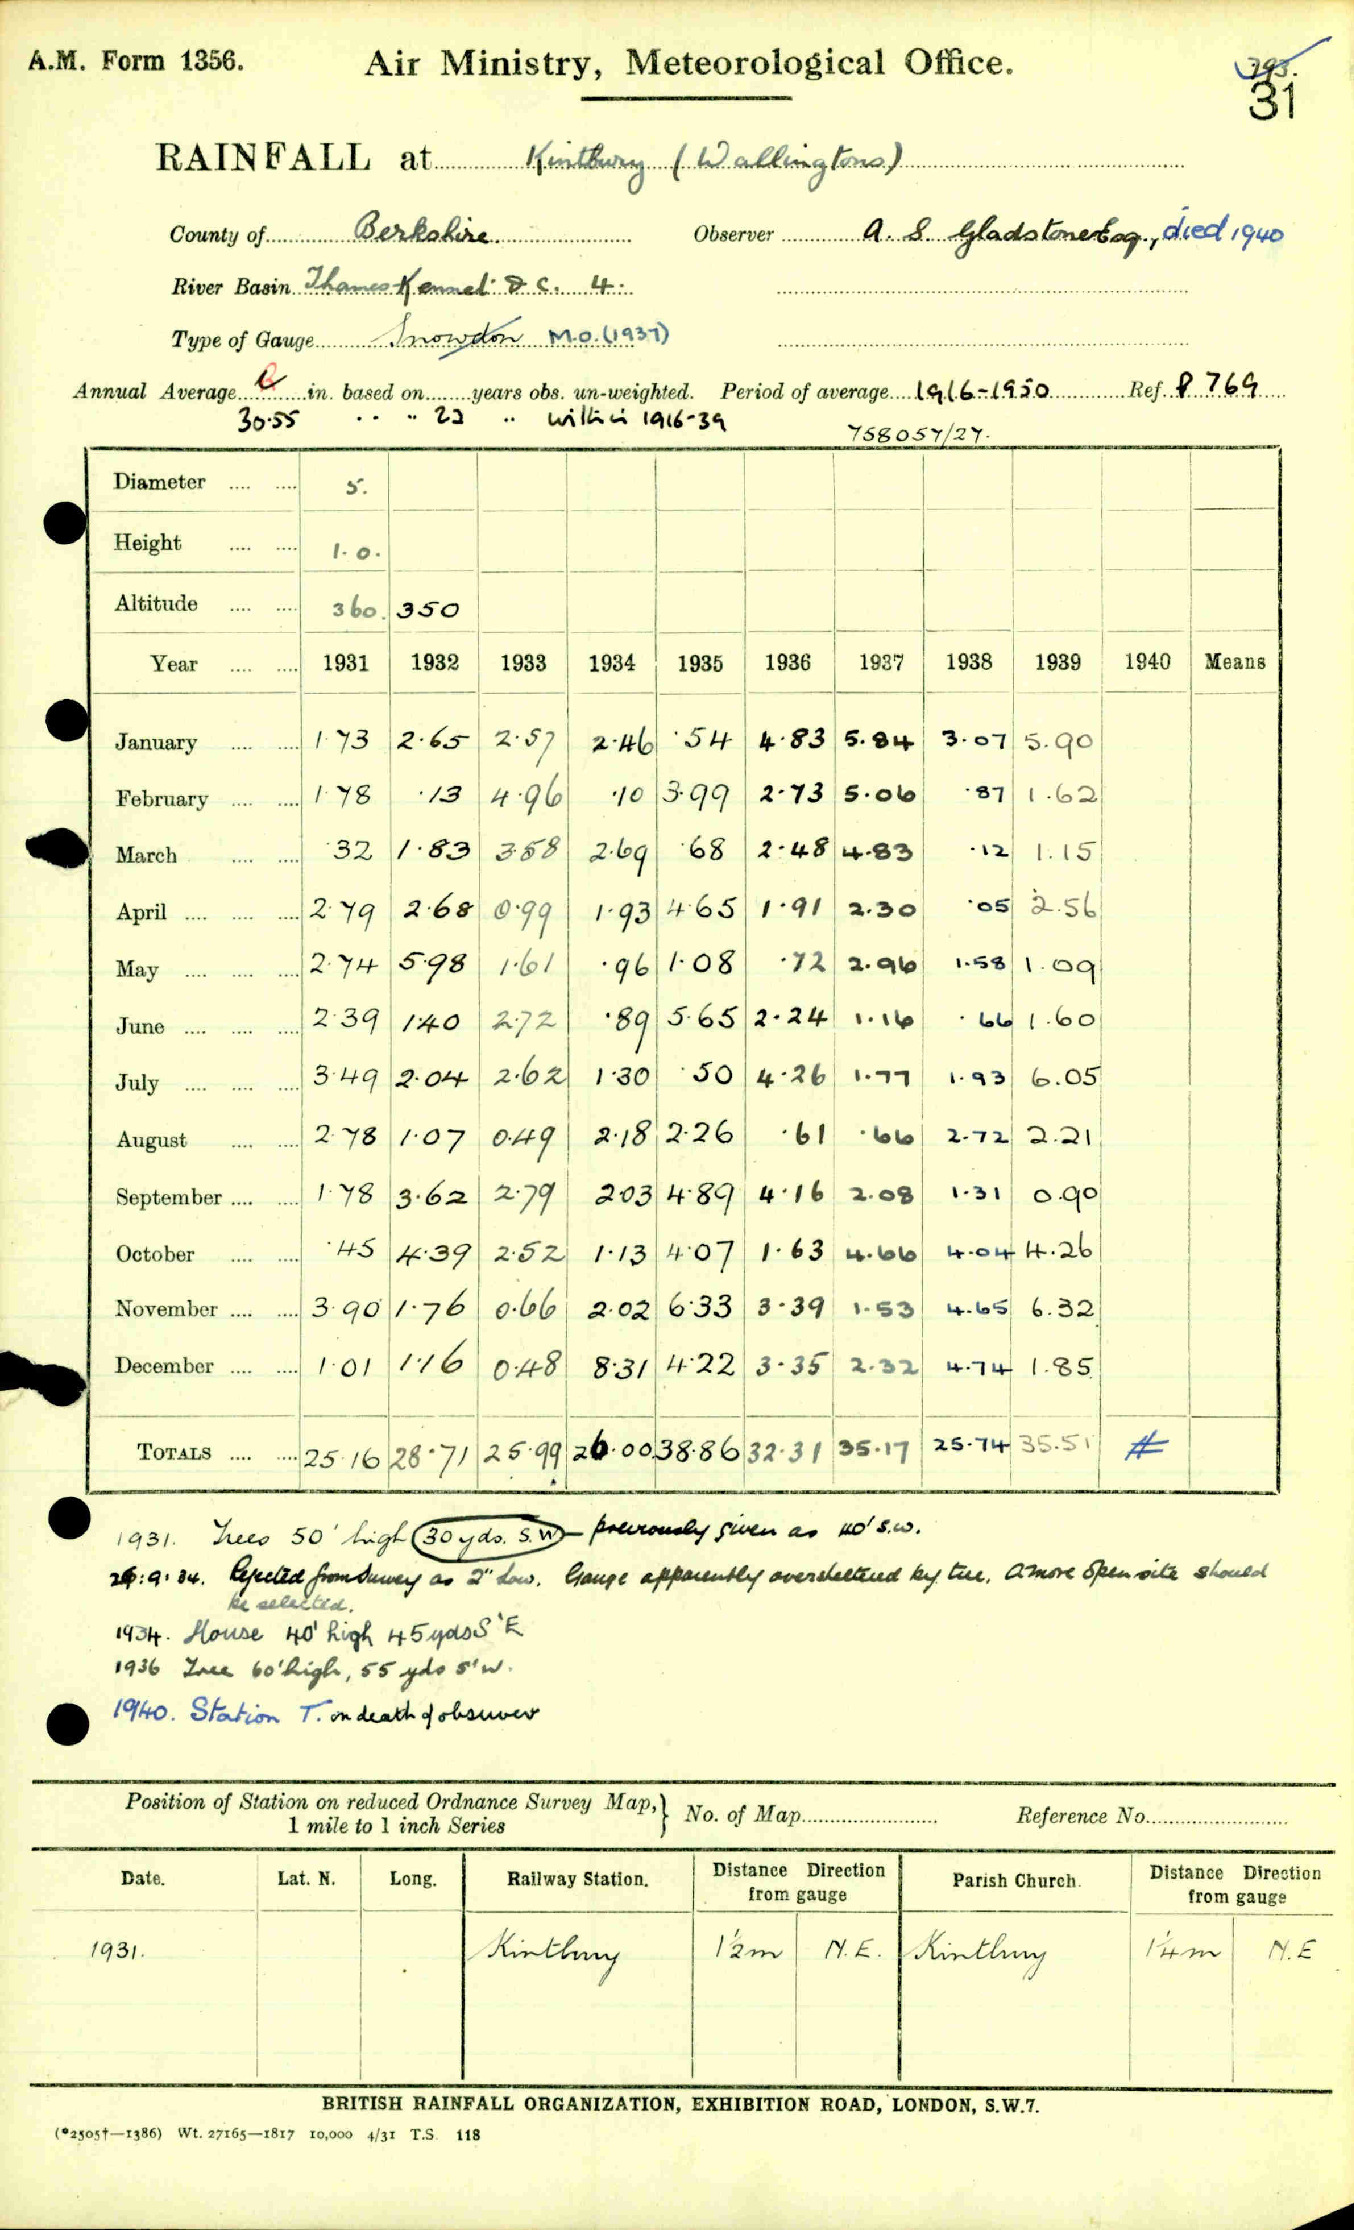 A.M. Form 1356.
Air Ministry, Meteorological Office.
793.
31
RAINFALL at Kintbury (Wallingtons)
County of Berkshire. Observer A. S. Gladstone Esq., died 1940
River Basin Thames Kennet D C. 4.
Type of Gauge Snowdon M.O. (1937)
Annual Average in. based on years obs. un-weighted. Period of average 1916-1950 Ref. P 769
30.55 .. .. 23 .. within 1916-39
758057/27.
Diameter 5.
Height 1.0.
Altitude 360. 350
Year 1931 1932 1933 1934 1935 1936 1937 1938 1939 1940 Means
January 1.73 2.65 2.57 2.46 .54 4.83 5.84 3.07 5.90
February 1.78 .13 4.96 .10 3.99 2.73 5.06 .87 1.62
March .32 1.83 3.58 2.69 .68 2.48 4.83 .12 1.15
April 2.79 2.68 0.99 1.93 4.65 1.91 2.30 .05 2.56
May 2.74 5.98 1.61 .96 1.08 .72 2.96 1.58 1.09
June 2.39 1.40 2.72 .89 5.65 2.24 1.16 .66 1.60
July 3.49 2.04 2.62 1.30 .50 4.26 1.77 1.93 6.05
August 2.78 1.07 0.49 2.18 2.26 .61 .66 2.72 2.21
September 1.78 3.62 2.79 2.03 4.89 4.16 2.08 1.31 0.90
October .45 4.39 2.52 1.13 4.07 1.63 4.66 4.04 4.26
November 3.90 1.76 0.66 2.02 6.33 3.39 1.53 4.65 6.32
December 1.01 1.16 0.48 8.31 4.22 3.35 2.32 4.74 1.85
TOTALS 25.16 28.71 25.99 26.00 38.86 32.31 35.17 25.74 35.51 #
1931. Trees 50' high 30 yds. S.W. - previously given as 40' S.W.
26:9:34. Rejected from Survey as 2" low. Gauge apparently oversheltered by tree. A more open site should
be selected.
1934. House 40' high 45 yds S'E
1936 Tree 60' high, 55 yds S'W.
1940. Station T. on death of observer
Position of Station on reduced Ordnance Survey Map, } No. of Map Reference No.
1 mile to 1 inch Series
Date. Lat. N. Long. Railway Station. Distance Direction from gauge Parish Church. Distance Direction from gauge
1931. Kintbury 1½m N.E. Kintbury 1¼m N.E
BRITISH RAINFALL ORGANIZATION, EXHIBITION ROAD, LONDON, S.W.7.
(*2505†—1386) Wt. 27165—1817 10,000 4/31 T.S. 118